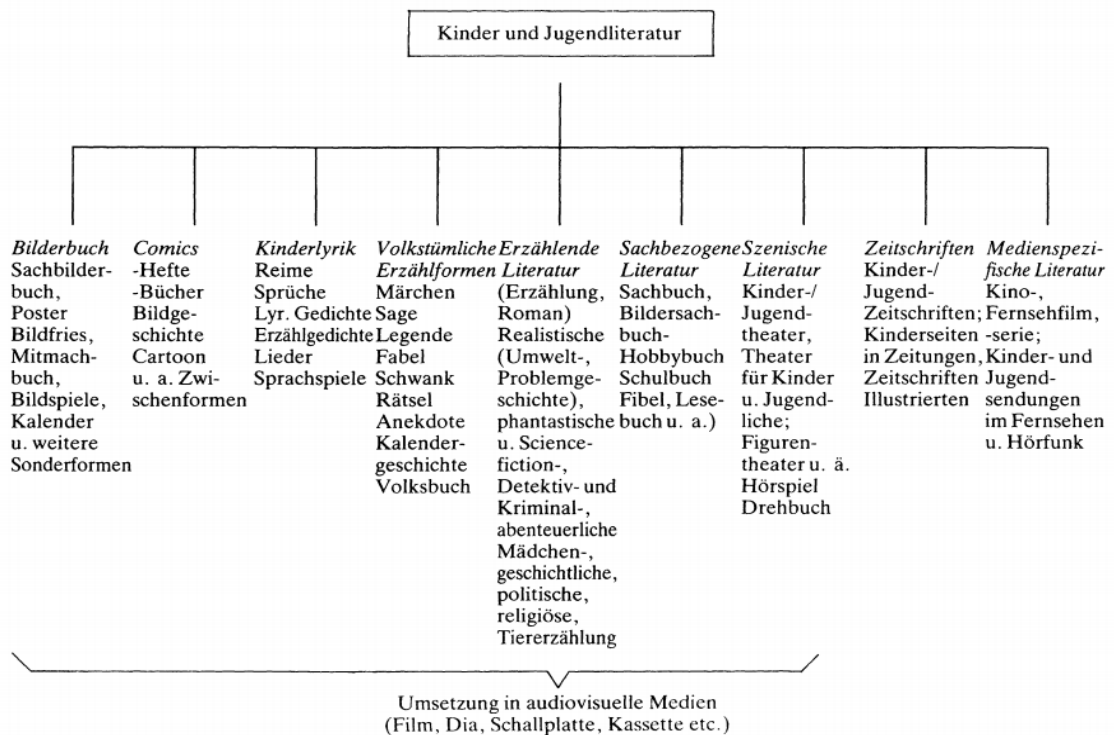 Kinder und Jugendliteratur
Bilderbuch
Sachbilder-
buch,
Poster
Bildfries,
Mitmach-
buch,
Bildspiele,
Kalender
u. weitere
Sonderformen
Comics
-Hefte
-Bücher
Bildge-
schichte
Cartoon
u. a. Zwi-
schenformen
Kinderlyrik
Reime
Sprüche
Lyr. Gedichte
Erzählgedichte
Lieder
Sprachspiele
Volkstümliche
Erzählformen
Märchen
Sage
Legende
Fabel
Schwank
Rätsel
Anekdote
Kalender-
geschichte
Volksbuch
Erzählende
Literatur
(Erzählung,
Roman)
Realistische
(Umwelt-,
Problemge-
schichte),
phantastische
u. Science-
fiction-,
Detektiv- und
Kriminal-,
abenteuerliche
Mädchen-,
geschichtliche,
politische,
religiöse,
Tiererzählung
Sachbezogene
Literatur
Sachbuch,
Bildersach-
buch-
Hobbybuch
Schulbuch
Fibel, Lese-
buch u. a.)
Szenische
Literatur
Kinder-/
Jugend-
theater,
Theater
für Kinder
u. Jugend-
liche;
Figuren-
theater u. ä.
Hörspiel
Drehbuch
Zeitschriften
Kinder-/
Jugend-
Zeitschriften;
Kinderseiten
in Zeitungen,
Zeitschriften
Illustrierten
Medienspezi-
fische Literatur
Kino-,
Fernsehfilm,
-serie;
Kinder- und
Jugend-
sendungen
im Fernsehen
u. Hörfunk
Umsetzung in audiovisuelle Medien
(Film, Dia, Schallplatte, Kassette etc.)